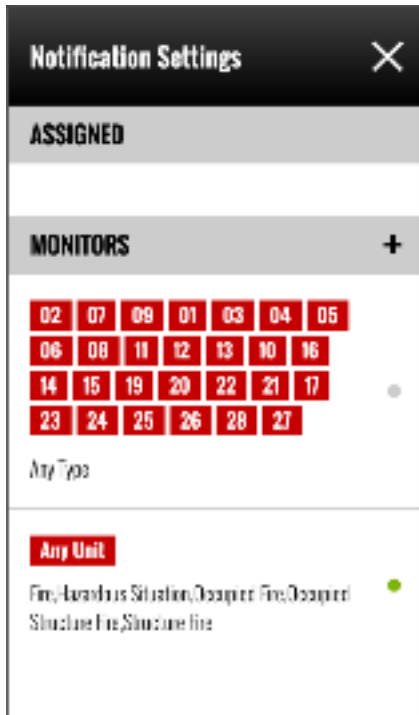 Notification Settings
ASSIGNED
MONITORS +
02 07 09 01 03 04 05
06 08 11 12 13 10 16
14 15 19 20 22 21 17
23 24 25 26 28 27
Any Type
Any Unit
Fire,Hazardous Situation,Occupied Fire,Occupied
Structure Fire,Structure Fire